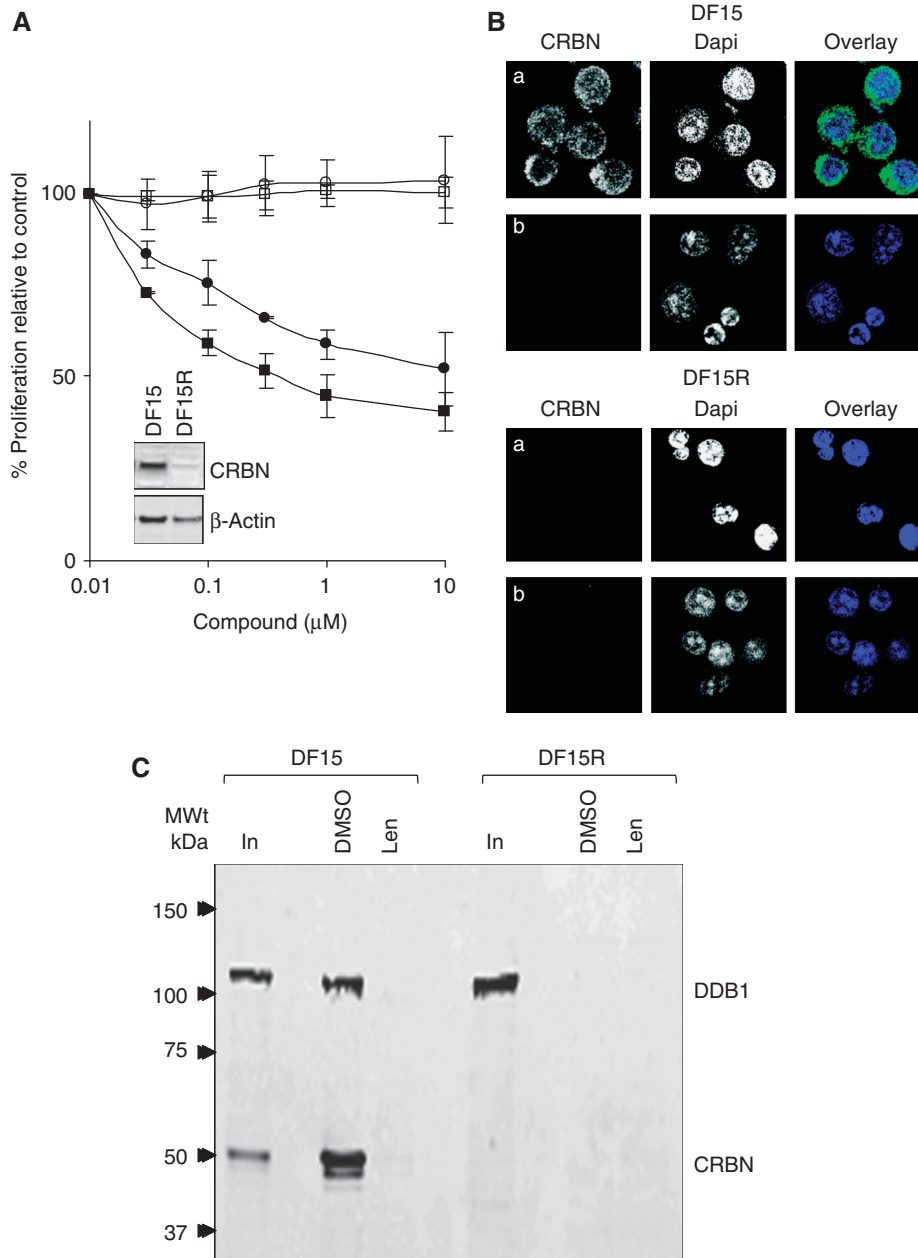 A
% Proliferation relative to control
100
50
0
0.01 0.1 1 10
Compound (μM)
DF15
DF15R
CRBN
β-Actin
B
DF15
CRBN Dapi Overlay
a
b
DF15R
CRBN Dapi Overlay
a
b
C
DF15 DF15R
MWt
kDa
In DMSO Len In DMSO Len
150
100
75
50
37
DDB1
CRBN